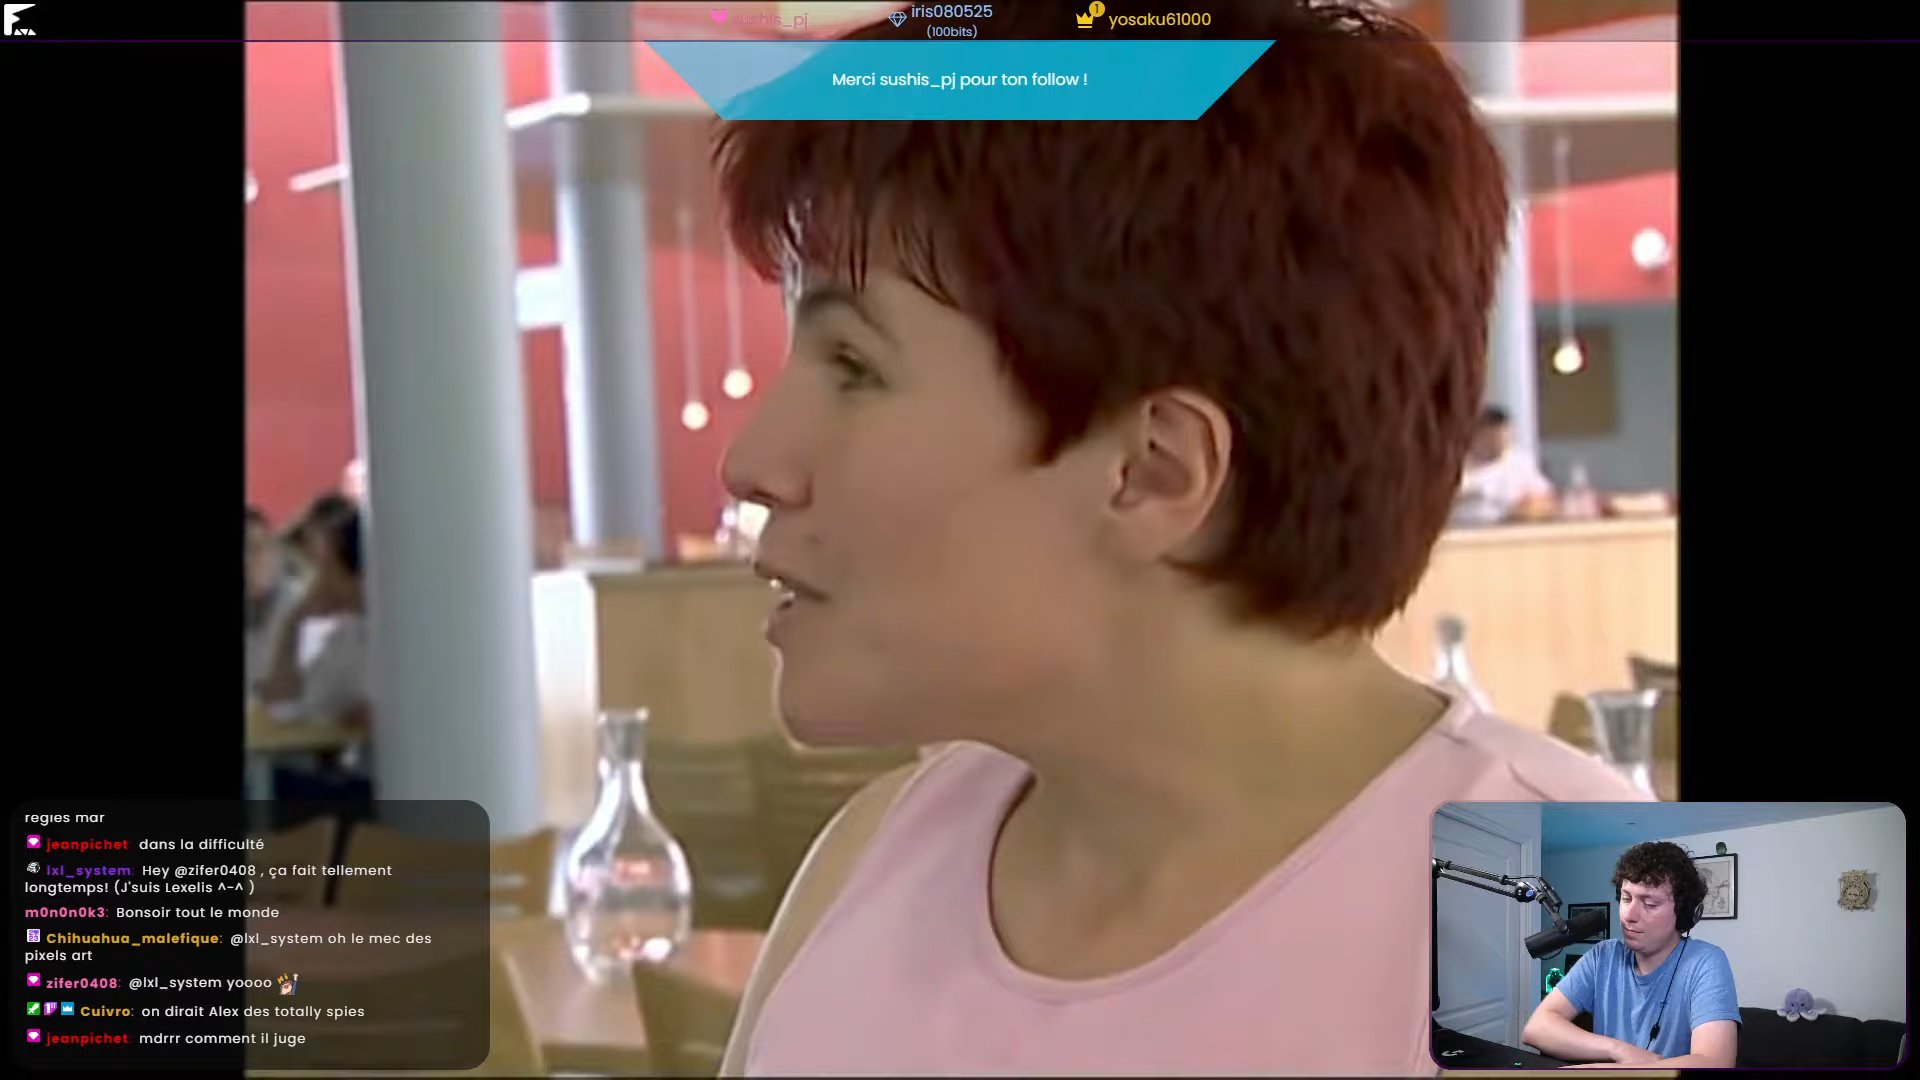 sushis_pj
iris080525
(100bits)
1
yosaku61000
Merci sushis_pj pour ton follow !
regles mar
jeanpichet: dans la difficulté
lxl_system: Hey @zifer0408 , ça fait tellement
longtemps! (J'suis Lexelis ^-^ )
m0n0n0k3: Bonsoir tout le monde
Chihuahua_malefique: @lxl_system oh le mec des
pixels art
zifer0408: @lxl_system yoooo
Cuivro: on dirait Alex des totally spies
jeanpichet: mdrrr comment il juge